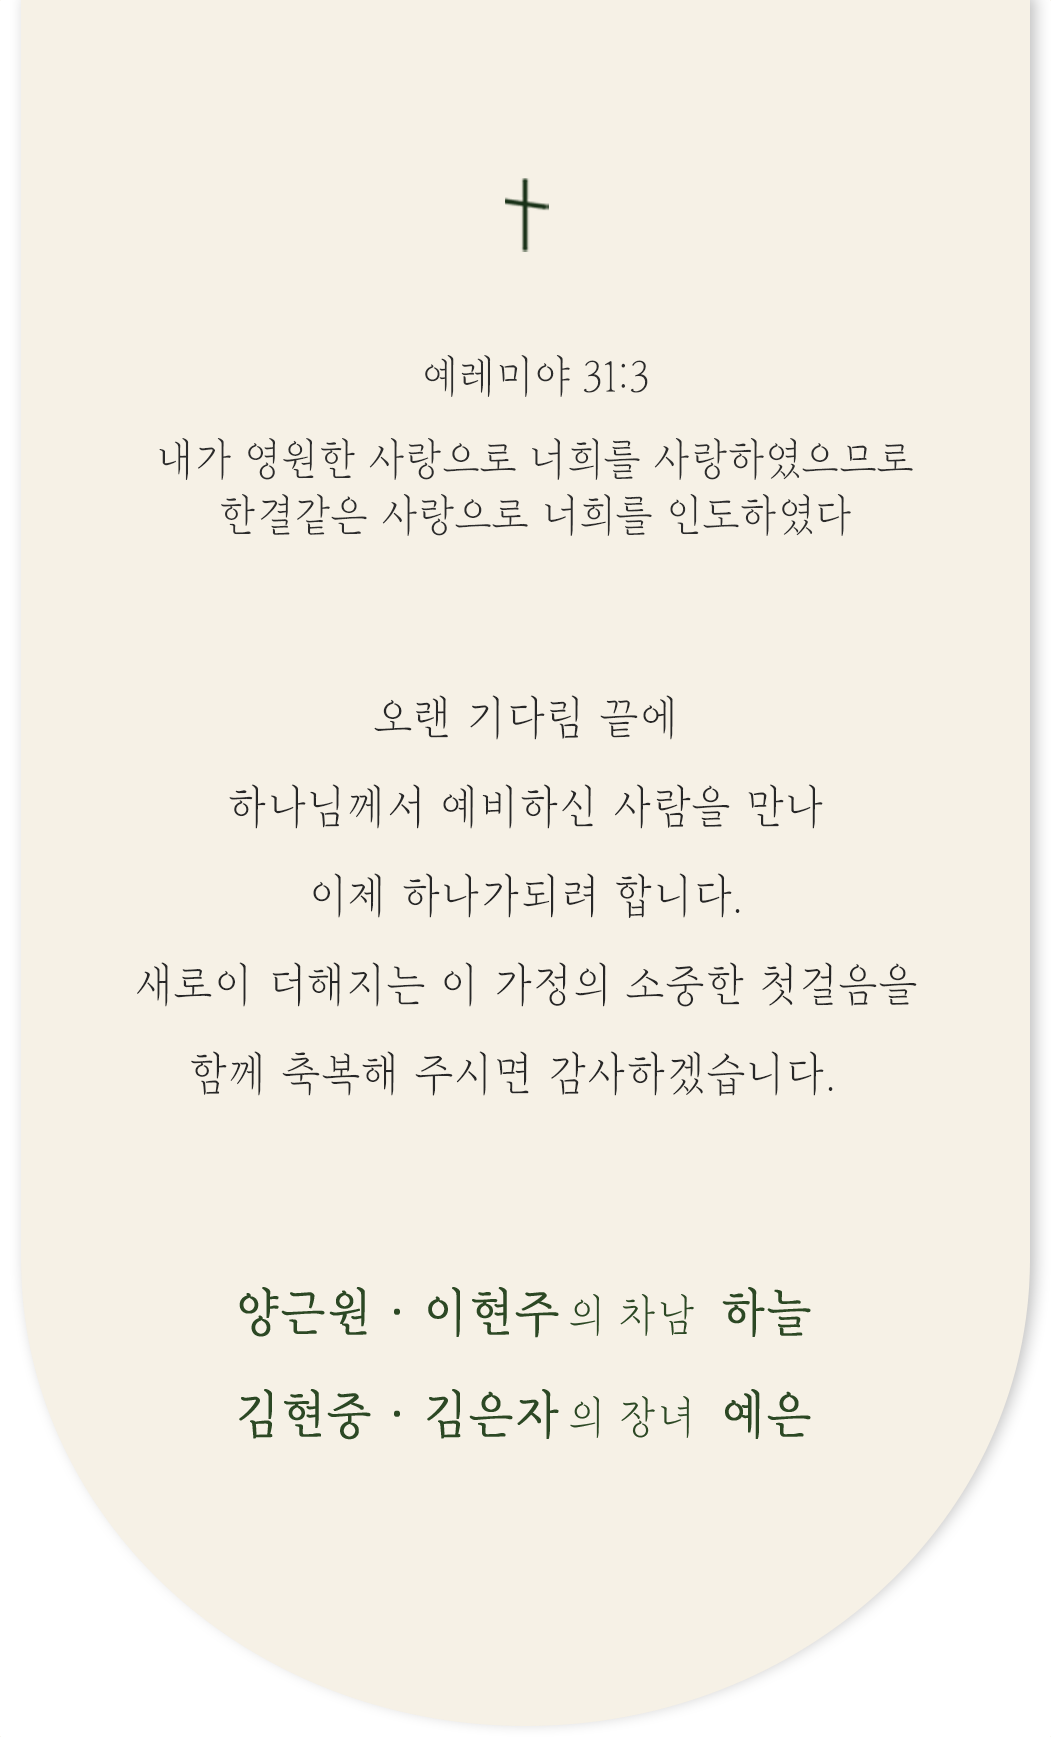 예레미야 31:3
내가 영원한 사랑으로 너희를 사랑하였으므로
한결같은 사랑으로 너희를 인도하였다
오랜 기다림 끝에
하나님께서 예비하신 사람을 만나
이제 하나가되려 합니다.
새로이 더해지는 이 가정의 소중한 첫걸음을
함께 축복해 주시면 감사하겠습니다.
양근원 · 이현주의 차남 하늘
김현중 · 김은자의 장녀 예은